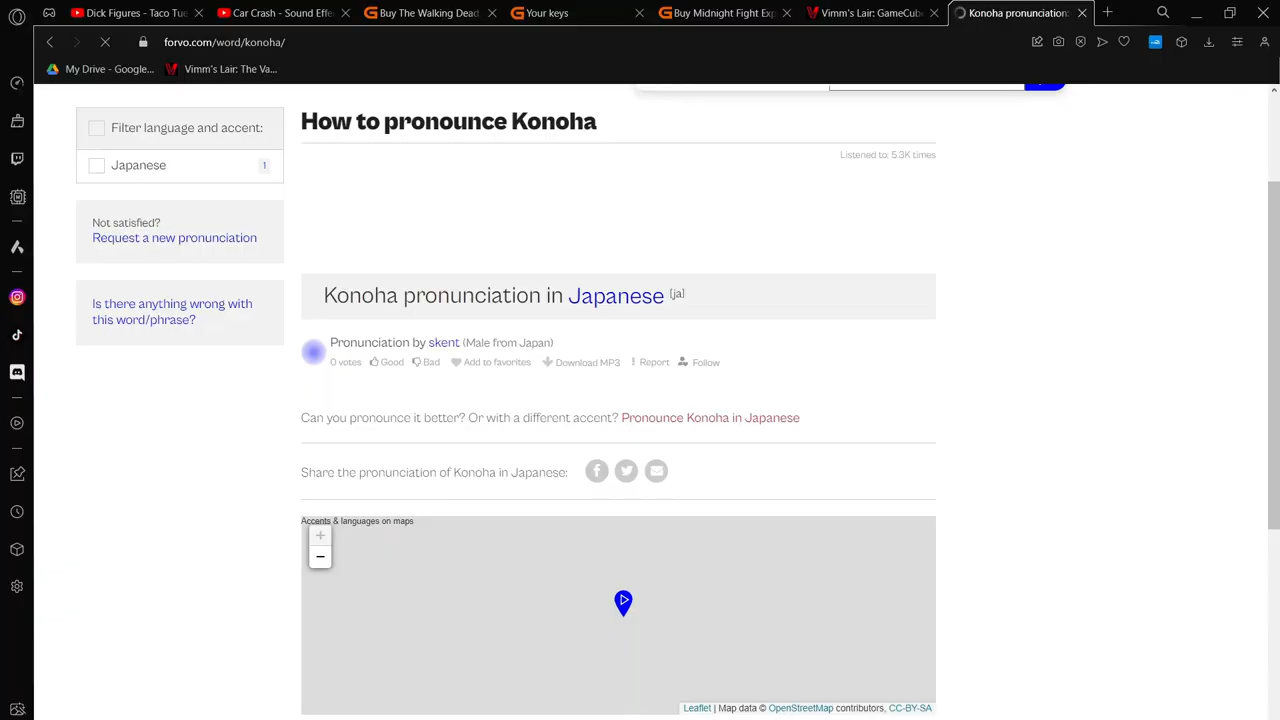 Dick Figures - Taco Tue
Car Crash - Sound Effe
Buy The Walking Dead
Your keys
Buy Midnight Fight Exp
Vimm's Lair: GameCub
Konoha pronunciation:
forvo.com/word/konoha/
My Drive - Google...
Vimm's Lair: The Va...
Filter language and accent:
Japanese 1
Not satisfied?
Request a new pronunciation
Is there anything wrong with
this word/phrase?
How to pronounce Konoha
Listened to: 5.3K times
Konoha pronunciation in Japanese [ja]
Pronunciation by skent (Male from Japan)
0 votes Good Bad Add to favorites Download MP3 Report Follow
Can you pronounce it better? Or with a different accent? Pronounce Konoha in Japanese
Share the pronunciation of Konoha in Japanese:
Accents & languages on maps
+
−
Leaflet | Map data © OpenStreetMap contributors, CC-BY-SA